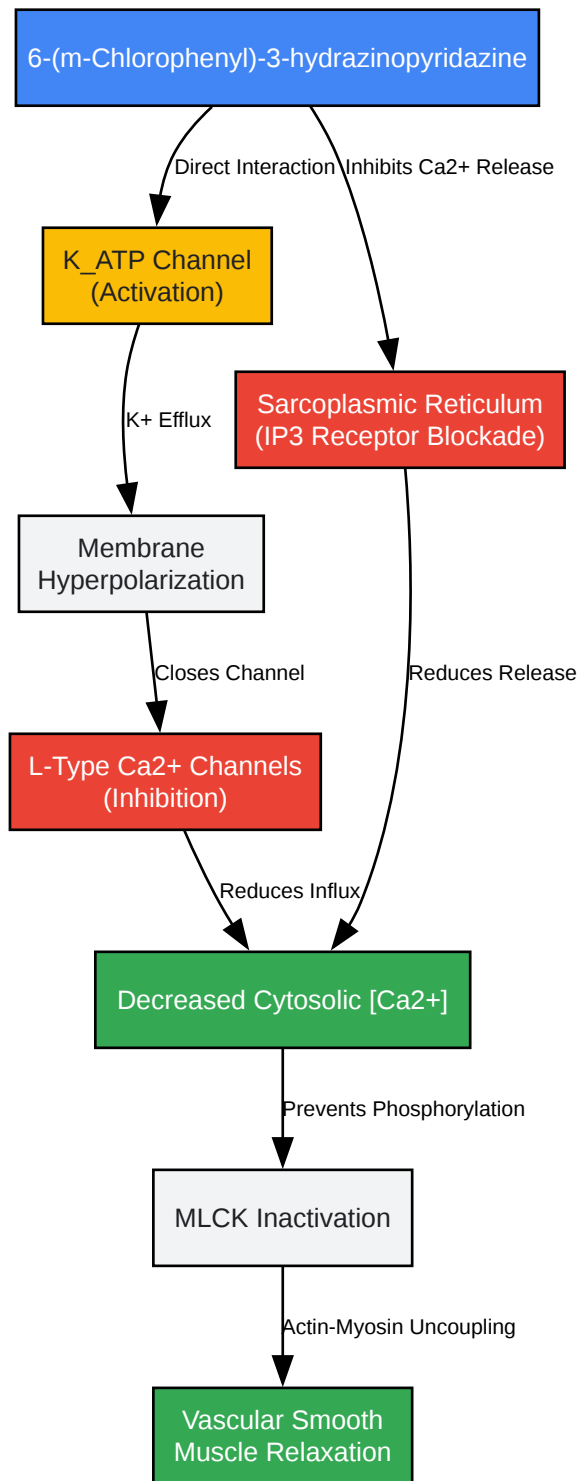 6-(m-Chlorophenyl)-3-hydrazinopyridazine
Direct Interaction
Inhibits Ca2+ Release
K_ATP Channel
(Activation)
Sarcoplasmic Reticulum
(IP3 Receptor Blockade)
K+ Efflux
Membrane
Hyperpolarization
Closes Channel
Reduces Release
L-Type Ca2+ Channels
(Inhibition)
Reduces Influx
Decreased Cytosolic [Ca2+]
Prevents Phosphorylation
MLCK Inactivation
Actin-Myosin Uncoupling
Vascular Smooth
Muscle Relaxation